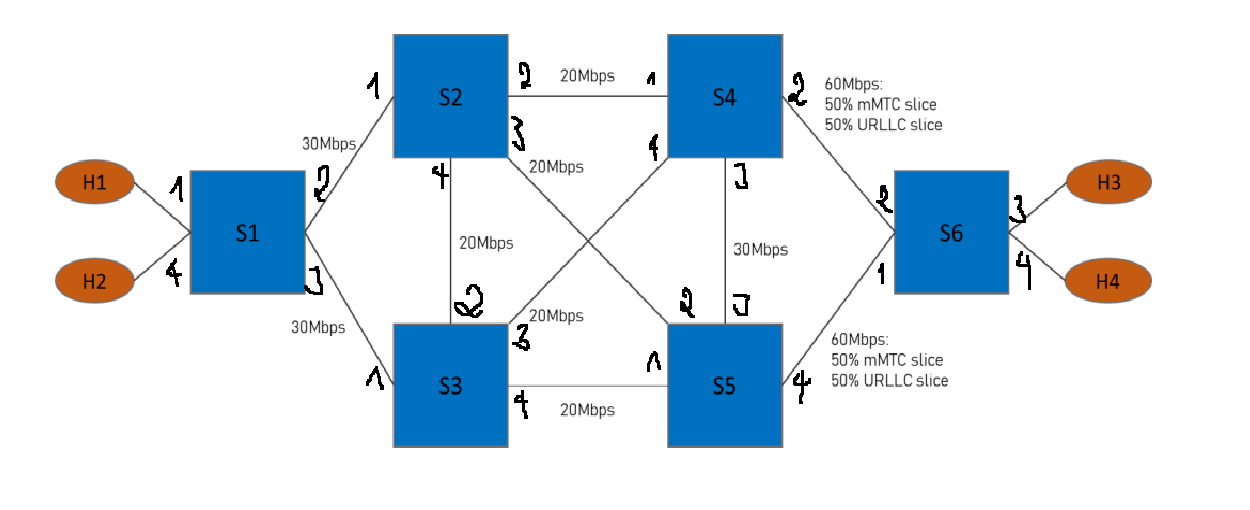 S2
2
20Mbps
1
S4
2
60Mbps:
50% mMTC slice
50% URLLC slice
1
3
4
30Mbps
4
20Mbps
3
H1
1
S1
2
2
S6
3
H3
H2
4
3
20Mbps
30Mbps
1
4
H4
30Mbps
2
20Mbps
2
3
1
S3
3
4
20Mbps
1
S5
4
60Mbps:
50% mMTC slice
50% URLLC slice